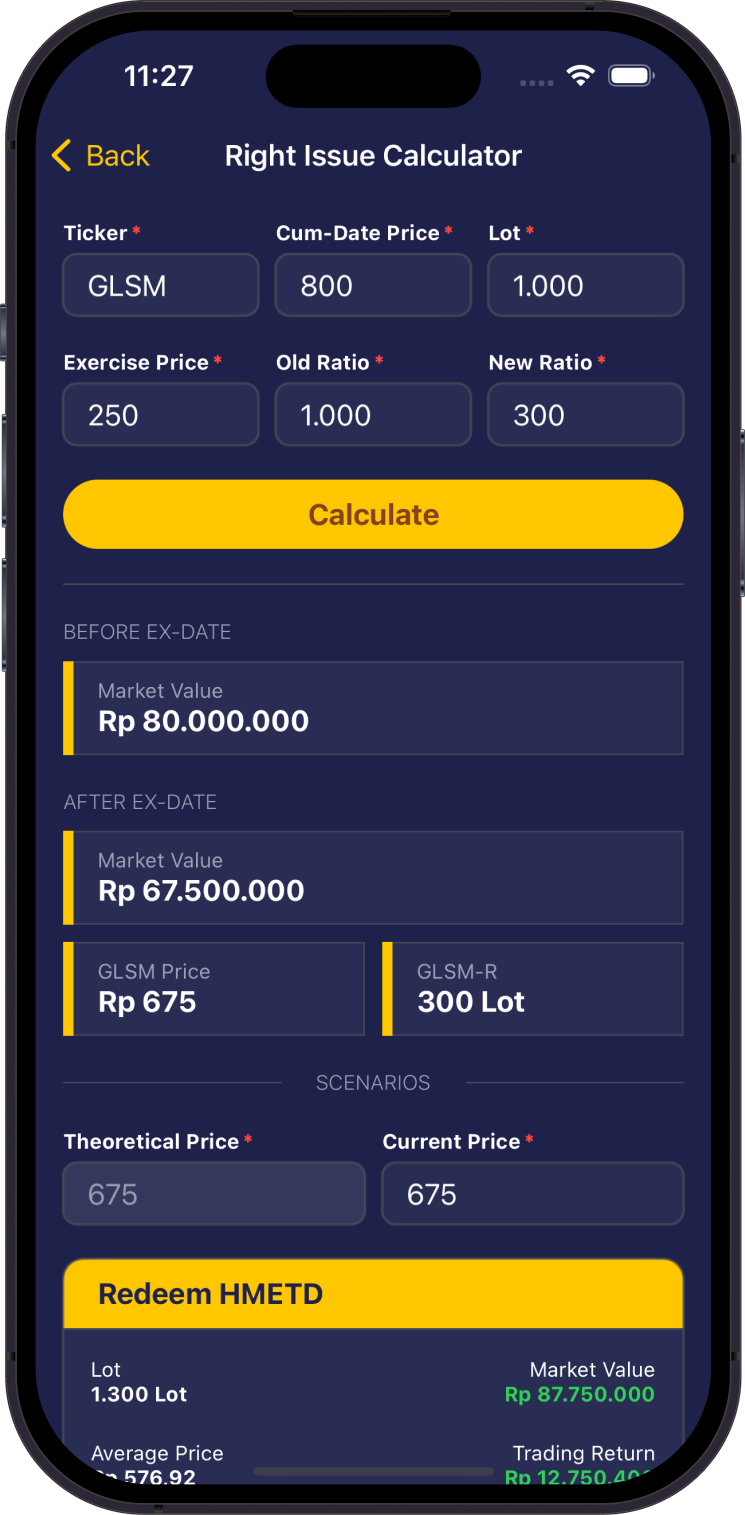 11:27
Back
Right Issue Calculator
Ticker * Cum-Date Price * Lot *
GLSM 800 1.000
Exercise Price * Old Ratio * New Ratio *
250 1.000 300
Calculate
BEFORE EX-DATE
Market Value
Rp 80.000.000
AFTER EX-DATE
Market Value
Rp 67.500.000
GLSM Price GLSM-R
Rp 675 300 Lot
SCENARIOS
Theoretical Price * Current Price *
675 675
Redeem HMETD
Lot Market Value
1.300 Lot Rp 87.750.000
Average Price Trading Return
Rp 576,92 Rp